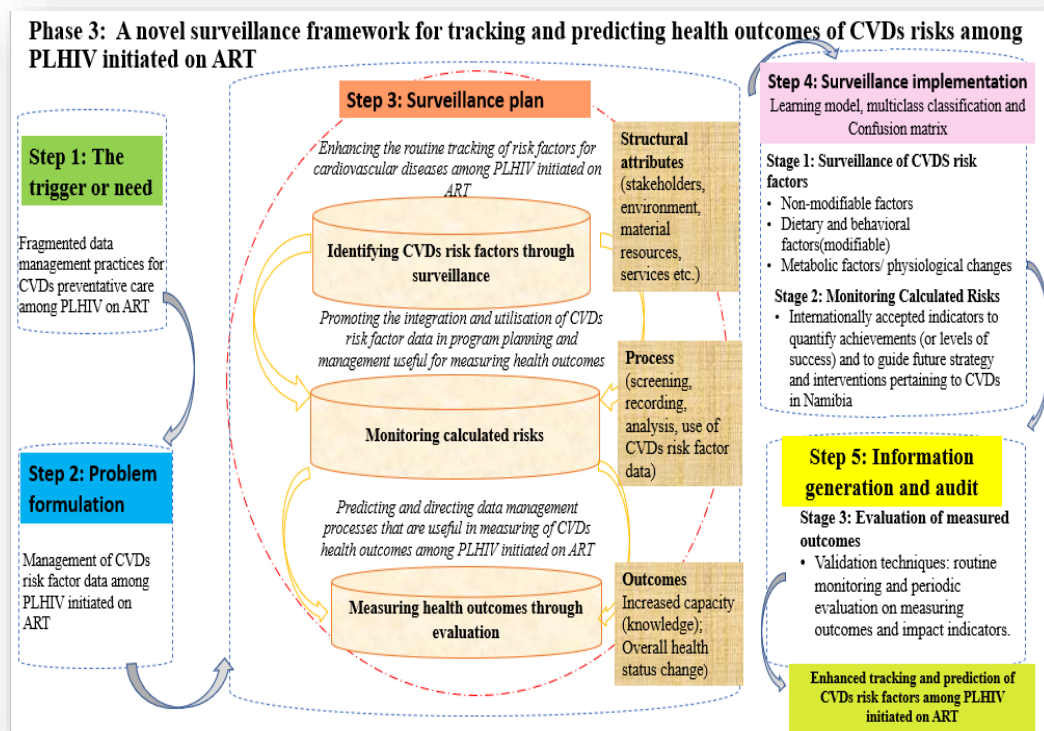 Phase 3: A novel surveillance framework for tracking and predicting health outcomes of CVDs risks among
PLHIV initiated on ART
Step 1: The
trigger or need
Fragmented data
management practices for
CVDs preventative care
among PLHIV on ART
Step 2: Problem
formulation
Management of CVDs
risk factor data among
PLHIV initiated on
ART
Step 3: Surveillance plan
Enhancing the routine tracking of risk factors for
cardiovascular diseases among PLHIV initiated on
ART
Identifying CVDs risk factors through
surveillance
Promoting the integration and utilisation of CVDs
risk factor data in program planning and
management useful for measuring health outcomes
Monitoring calculated risks
Predicting and directing data management
processes that are useful in measuring of CVDs
health outcomes among PLHIV initiated on ART
Measuring health outcomes through
evaluation
Structural
attributes
(stakeholders,
environment,
material
resources,
services etc.)
Process
(screening,
recording,
analysis, use of
CVDs risk factor
data)
Outcomes
Increased capacity
(knowledge);
Overall health
status change)
Step 4: Surveillance implementation
Learning model, multiclass classification and
Confusion matrix
Stage 1: Surveillance of CVDS risk
factors
• Non-modifiable factors
• Dietary and behavioral
factors(modifiable)
• Metabolic factors/ physiological changes
Stage 2: Monitoring Calculated Risks
• Internationally accepted indicators to
quantify achievements (or levels of
success) and to guide future strategy
and interventions pertaining to CVDs
in Namibia
Step 5: Information
generation and audit
Stage 3: Evaluation of measured
outcomes
• Validation techniques: routine
monitoring and periodic
evaluation on measuring
outcomes and impact indicators.
Enhanced tracking and prediction of
CVDs risk factors among PLHIV
initiated on ART